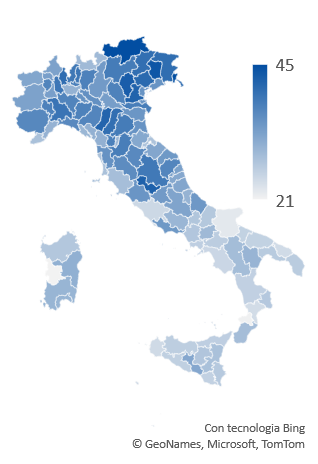 45
21
Con tecnologia Bing
© GeoNames, Microsoft, TomTom